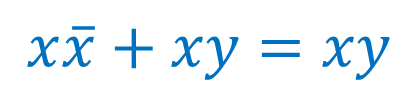 xx̄ + xy = xy